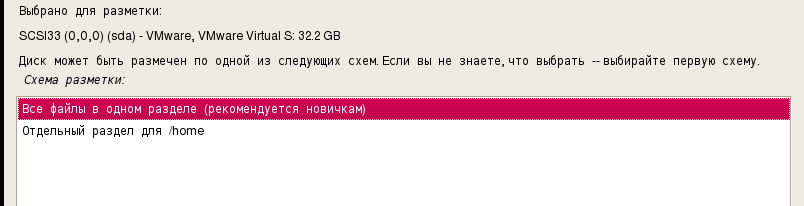 Выбрано для разметки:
SCSI33 (0,0,0) (sda) - VMware, VMware Virtual S: 32.2 GB
Диск может быть размечен по одной из следующих схем. Если вы не знаете, что выбрать -- выбирайте первую схему.
Схема разметки:
Все файлы в одном разделе (рекомендуется новичкам)
Отдельный раздел для /home